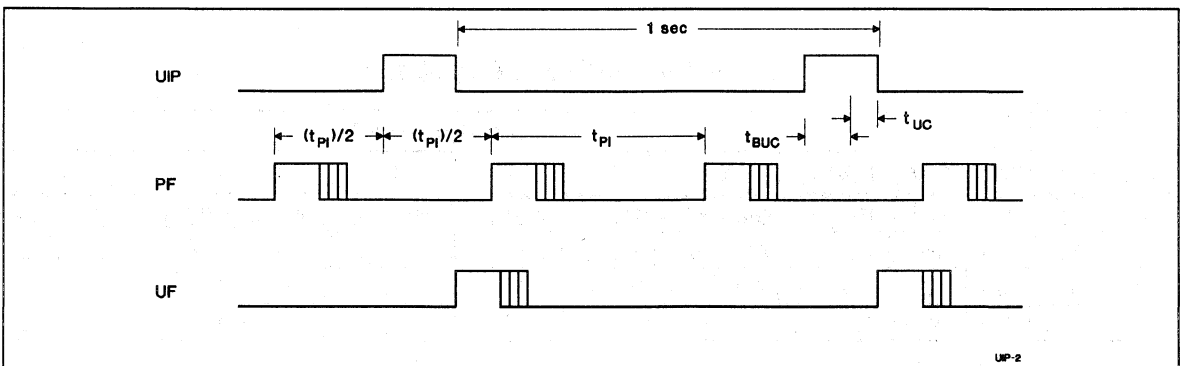 1 sec
UIP
t_UC
(t_PI)/2 (t_PI)/2 t_PI t_BUC
PF
UF
UIP-2